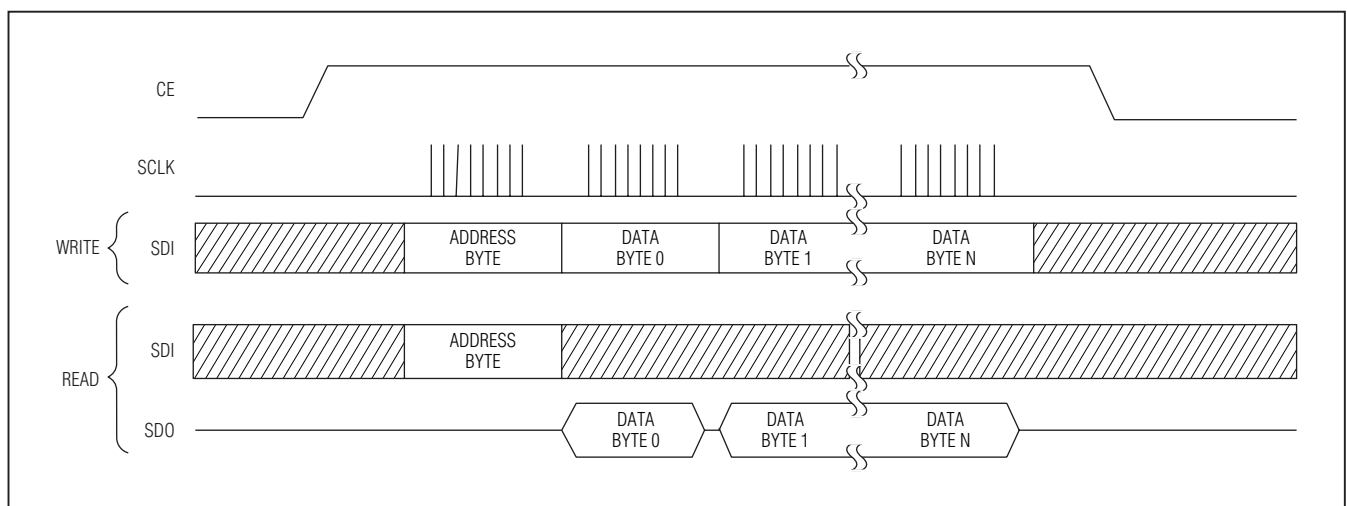 CE
SCLK
WRITE
SDI
ADDRESS
BYTE
DATA
BYTE 0
DATA
BYTE 1
DATA
BYTE N
READ
SDI
ADDRESS
BYTE
SDO
DATA
BYTE 0
DATA
BYTE 1
DATA
BYTE N